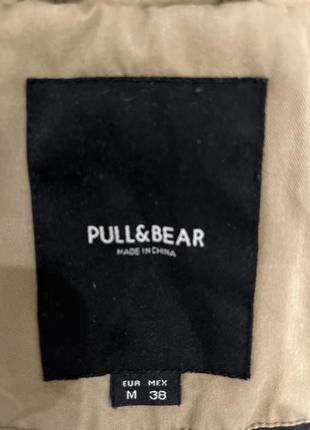 PULL&BEAR
MADE IN CHINA
EUR MEX
M 38